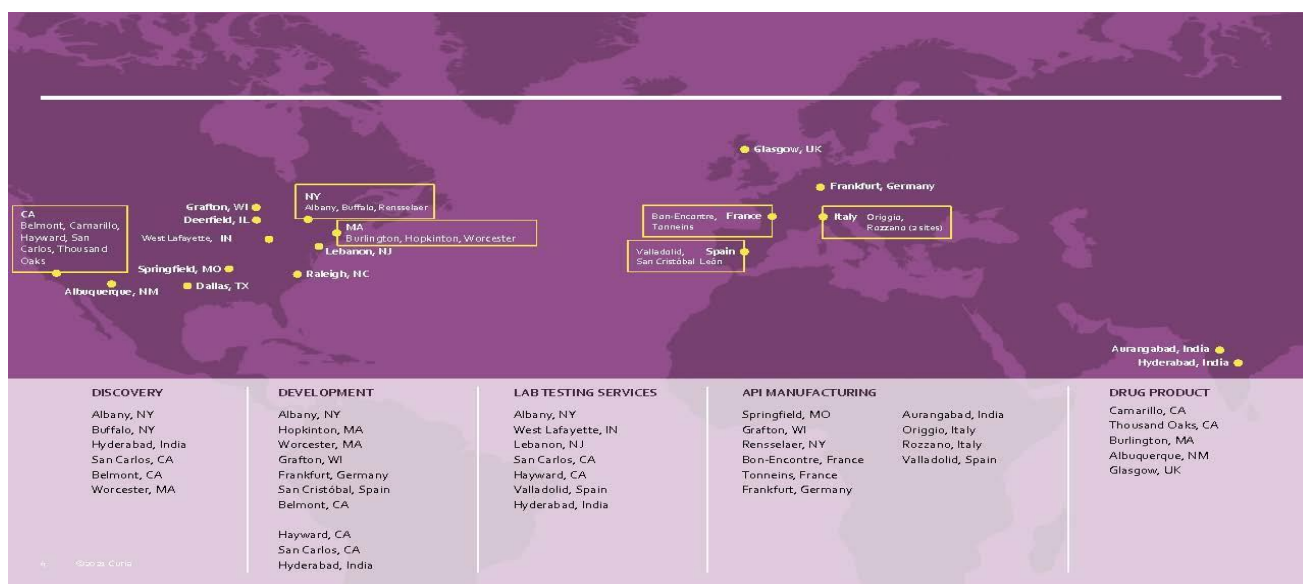 Glasgow, UK
Frankfurt, Germany
Grafton, WI
Deerfield, IL
West Lafayette, IN
NY
Albany, Buffalo, Rensselaer
MA
Burlington, Hopkinton, Worcester
Lebanon, NJ
CA
Belmont, Camarillo,
Hayward, San
Carlos, Thousand
Oaks
Springfield, MO
Raleigh, NC
Albuquerque, NM
Dallas, TX
Bon-Encontre, France
Tonneins
Italy Origgio,
Rozzano (2 sites)
Valladolid, Spain
San Cristóbal León
Aurangabad, India
Hyderabad, India
DISCOVERY
Albany, NY
Buffalo, NY
Hyderabad, India
San Carlos, CA
Belmont, CA
Worcester, MA
DEVELOPMENT
Albany, NY
Hopkinton, MA
Worcester, MA
Grafton, WI
Frankfurt, Germany
San Cristóbal, Spain
Belmont, CA
Hayward, CA
San Carlos, CA
Hyderabad, India
LAB TESTING SERVICES
Albany, NY
West Lafayette, IN
Lebanon, NJ
San Carlos, CA
Hayward, CA
Valladolid, Spain
Hyderabad, India
API MANUFACTURING
Springfield, MO
Grafton, WI
Rensselaer, NY
Bon-Encontre, France
Tonneins, France
Frankfurt, Germany
Aurangabad, India
Origgio, Italy
Rozzano, Italy
Valladolid, Spain
DRUG PRODUCT
Camarillo, CA
Thousand Oaks, CA
Burlington, MA
Albuquerque, NM
Glasgow, UK
©2021 Curia